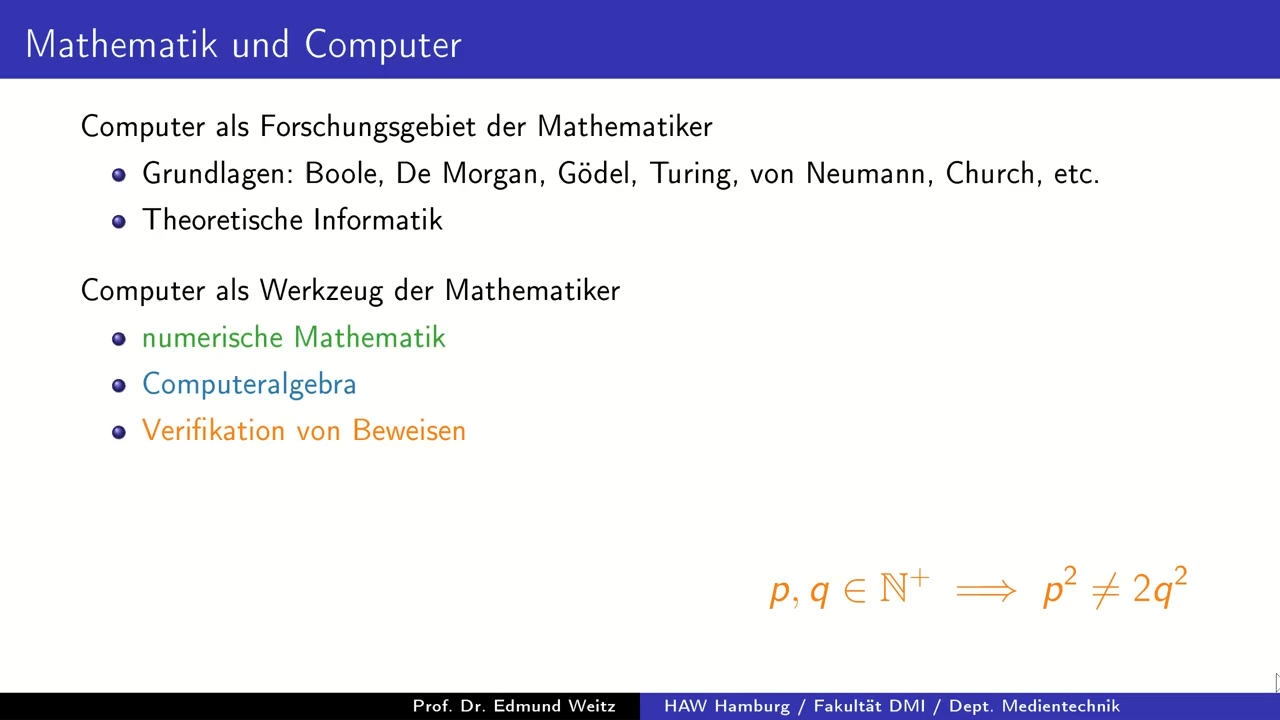 Mathematik und Computer
Computer als Forschungsgebiet der Mathematiker
Grundlagen: Boole, De Morgan, Gödel, Turing, von Neumann, Church, etc.
Theoretische Informatik
Computer als Werkzeug der Mathematiker
numerische Mathematik
Computeralgebra
Verifikation von Beweisen
p, q ∈ ℕ⁺ ⟹ p² ≠ 2q²
Prof. Dr. Edmund Weitz
HAW Hamburg / Fakultät DMI / Dept. Medientechnik